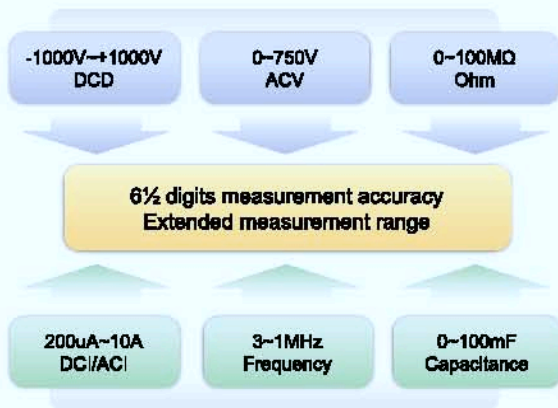 -1000V~+1000V
DCD
0~750V
ACV
0~100MΩ
Ohm
6½ digits measurement accuracy
Extended measurement range
200uA~10A
DCI/ACI
3~1MHz
Frequency
0~100mF
Capacitance